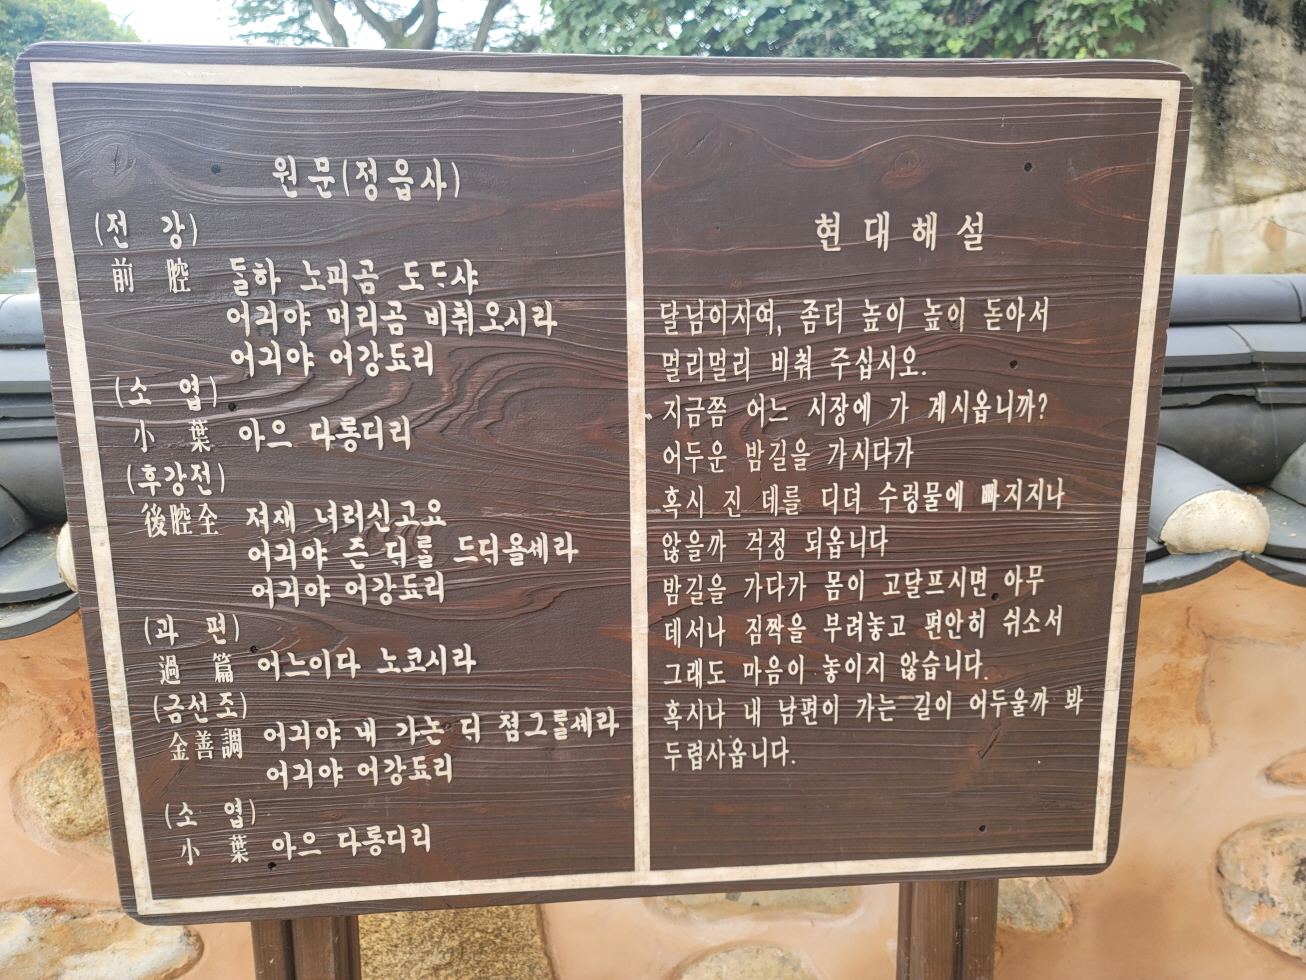 원문(정읍사)
(전 강)
前 腔 ᄃᆞᆯ하 노피곰 도ᄃᆞ샤
어긔야 머리곰 비취오시라
어긔야 어강됴리
(소 엽)
小 葉 아으 다롱디리
(후강전)
後腔全 져재 녀러신고요
어긔야 즌 ᄃᆡᄅᆞᆯ 드ᄃᆡ욜세라
어긔야 어강됴리
(과 편)
過 篇 어느이다 노코시라
(금선조)
金善調 어긔야 내 가논 ᄃᆡ 졈그ᄅᆞᆯ셰라
어긔야 어강됴리
(소 엽)
小 葉 아으 다롱디리
현대해설
달님이시여, 좀더 높이 높이 돋아서
멀리멀리 비춰 주십시오.
지금쯤 어느 시장에 가 계시옵니까?
어두운 밤길을 가시다가
혹시 진 데를 디뎌 수렁물에 빠지지나
않을까 걱정 되옵니다
밤길을 가다가 몸이 고달프시면 아무
데서나 짐짝을 부려놓고 편안히 쉬소서
그래도 마음이 놓이지 않습니다.
혹시나 내 남편이 가는 길이 어두울까 봐
두렵사옵니다.